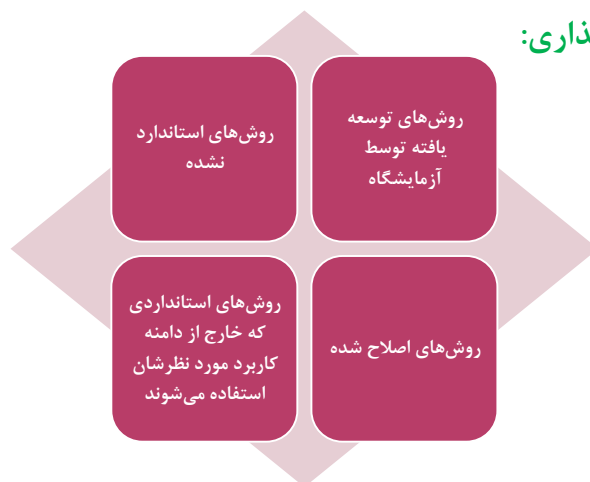 ذاری:
روش‌های توسعه
یافته توسط
آزمایشگاه
روش‌های استاندارد
نشده
روش‌های اصلاح شده
روش‌های استانداردی
که خارج از دامنه
کاربرد مورد نظرشان
استفاده می‌شوند